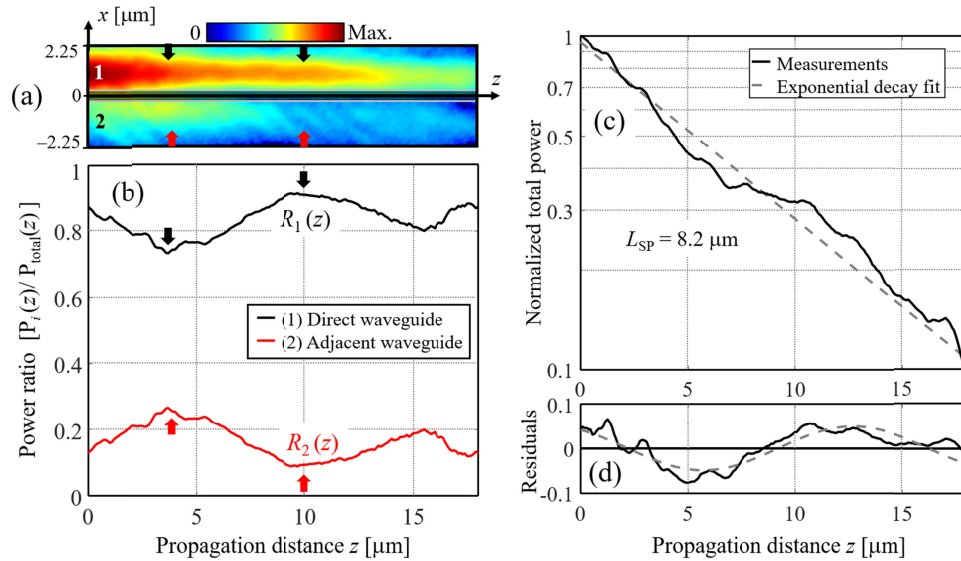 x [μm]
0
Max.
2.25
1
z
(a)
0
2
−2.25
1
(b)
0.8
R1 (z)
0.6
(1) Direct waveguide
(2) Adjacent waveguide
0.4
0.2
R2 (z)
0
Power ratio [Pi (z)/ Ptotal(z)]
0
5
10
15
Propagation distance z [μm]
1
Measurements
Exponential decay fit
0.7
(c)
0.5
0.3
LSP = 8.2 μm
0.1
Normalized total power
0
5
10
15
0.1
0
-0.1
(d)
Residuals
0
5
10
15
Propagation distance z [μm]